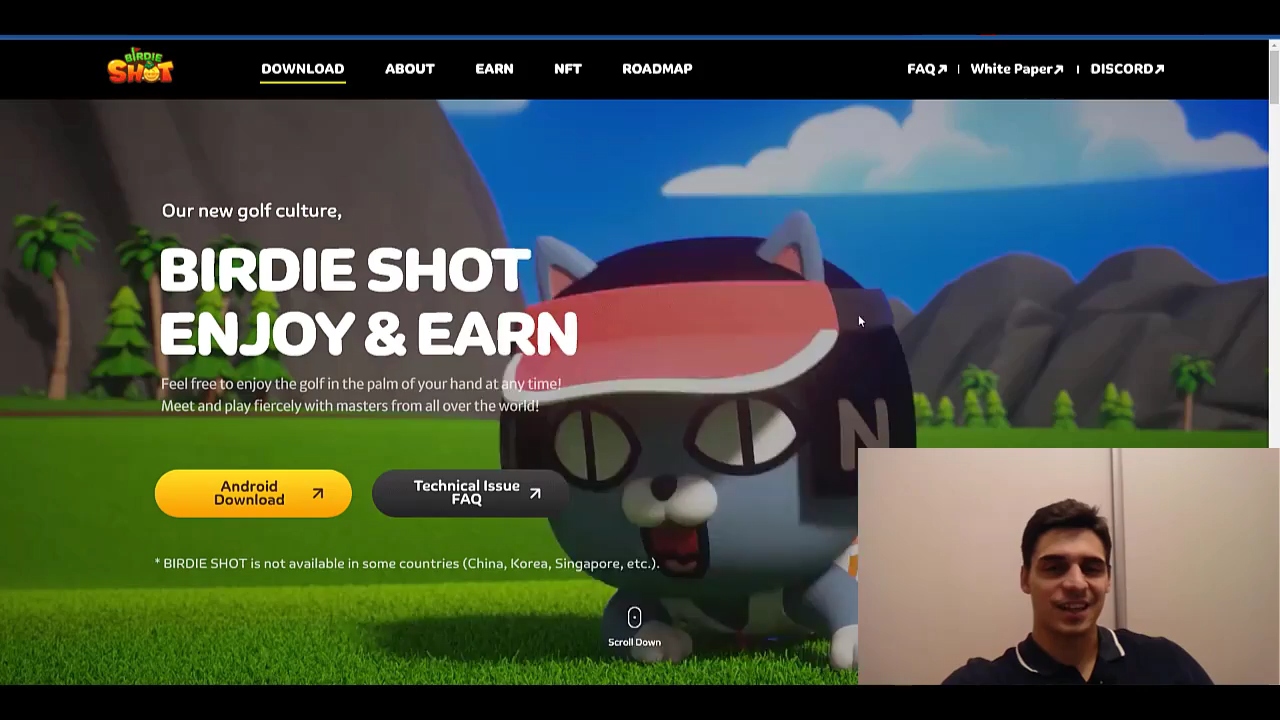 BIRDIE
SHOT
DOWNLOAD
ABOUT
EARN
NFT
ROADMAP
FAQ
White Paper
DISCORD
Our new golf culture,
BIRDIE SHOT
ENJOY & EARN
Feel free to enjoy the golf in the palm of your hand at any time!
Meet and play fiercely with masters from all over the world!
N
Android
Download
Technical Issue
FAQ
* BIRDIE SHOT is not available in some countries (China, Korea, Singapore, etc.).
Scroll Down